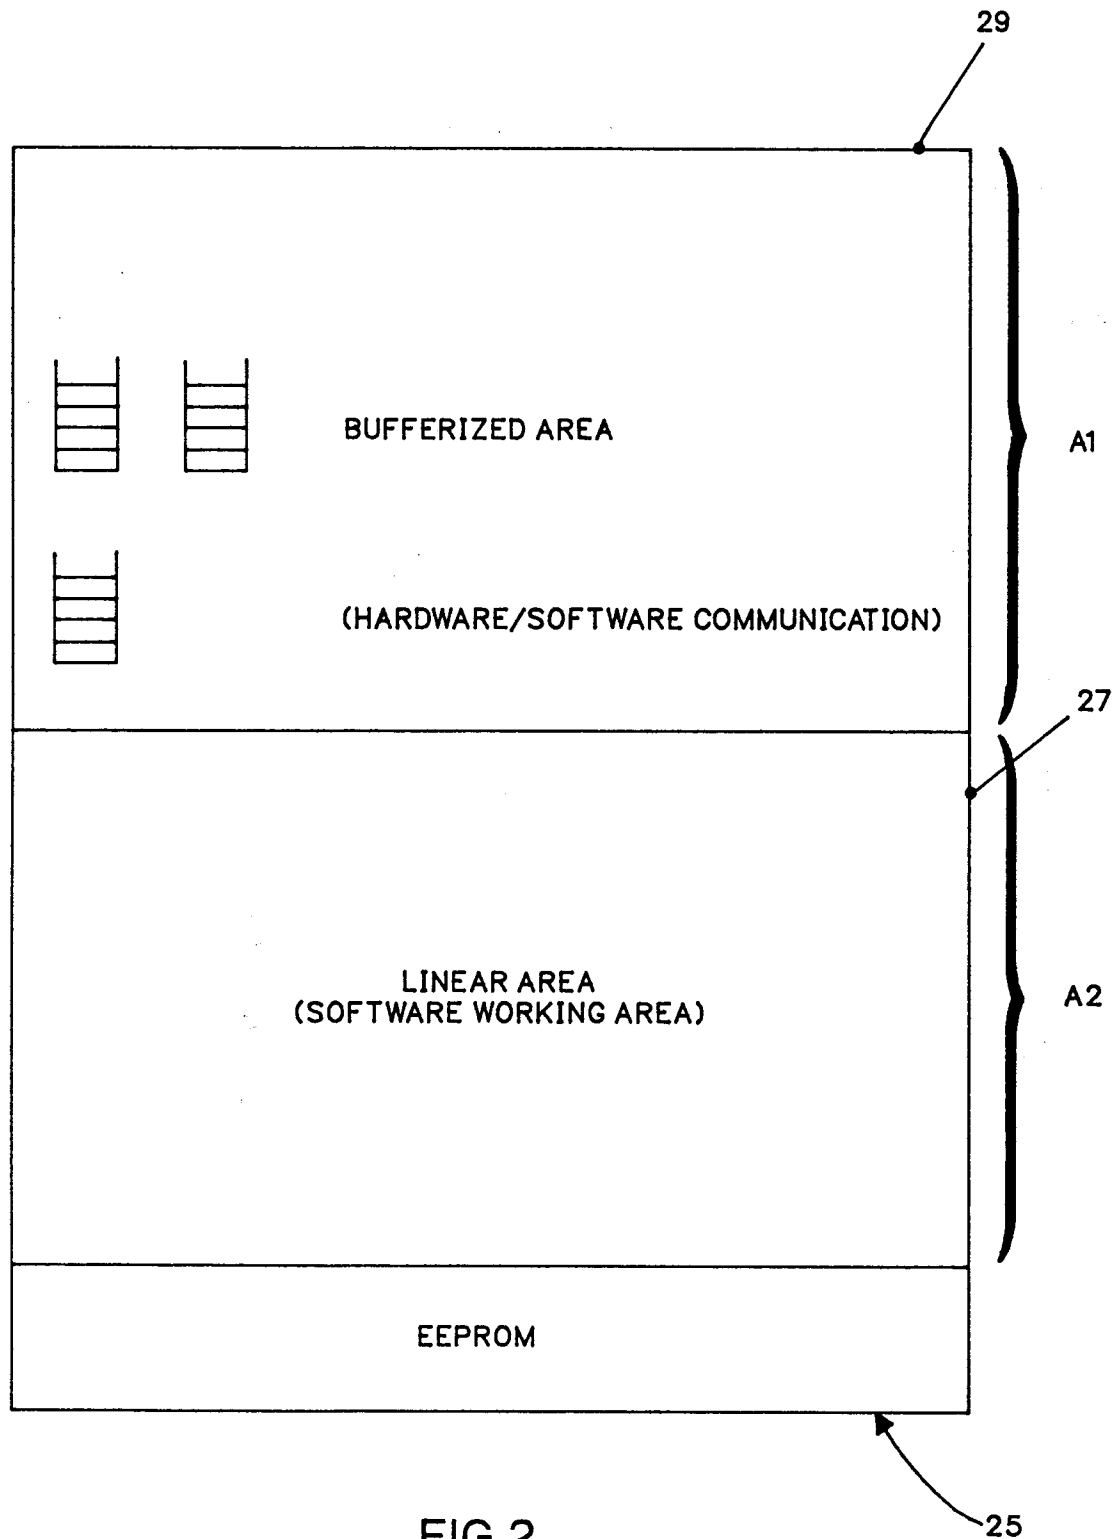 29
BUFFERIZED AREA
A1
(HARDWARE/SOFTWARE COMMUNICATION)
27
LINEAR AREA
(SOFTWARE WORKING AREA)
A2
EEPROM
25
FIG.2